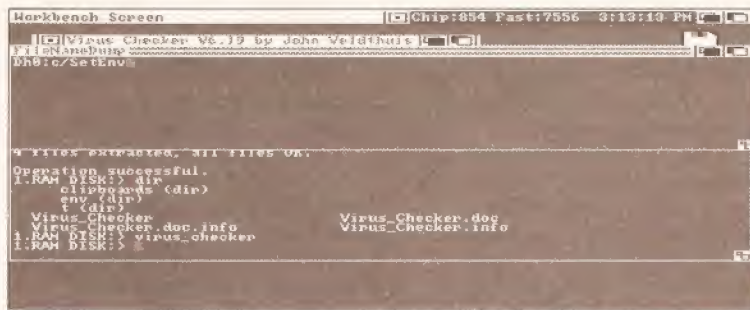 Workbench Screen
Chip:854 Fast:7556 3:13:13 PM
Virus Checker V6.19 by John Veldthuis
FileNameDump
Dh0:c/SetEnv
4 files extracted, all files OK.
Operation successful.
1.RAM DISK:> dir
clipboards (dir)
env (dir)
t (dir)
Virus_Checker Virus_Checker.doc
Virus_Checker.doc.info Virus_Checker.info
1.RAM DISK:> virus_checker
1.RAM DISK:>